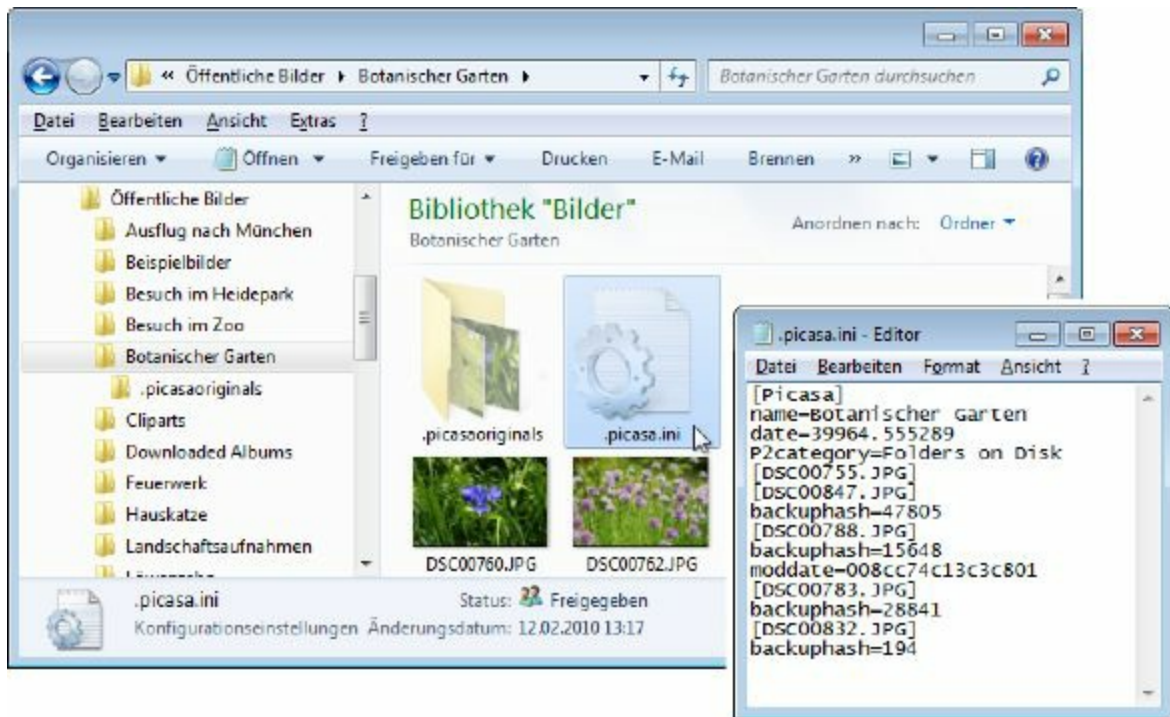 « Öffentliche Bilder ▸ Botanischer Garten ▸
Botanischer Garten durchsuchen
Datei Bearbeiten Ansicht Extras ?
Organisieren Öffnen Freigeben für Drucken E-Mail Brennen »
Öffentliche Bilder
Ausflug nach München
Beispielbilder
Besuch im Heidepark
Besuch im Zoo
Botanischer Garten
.picasaoriginals
Cliparts
Downloaded Albums
Feuerwerk
Hauskatze
Landschaftsaufnahmen
Bibliothek "Bilder"
Botanischer Garten
Anordnen nach: Ordner
.picasaoriginals
.picasa.ini
DSC00760.JPG
DSC00762.JPG
.picasa.ini
Status: Freigegeben
Konfigurationseinstellungen Änderungsdatum: 12.02.2010 13:17
.picasa.ini - Editor
Datei Bearbeiten Format Ansicht ?
[Picasa]
name=Botanischer Garten
date=39964.555289
P2category=Folders on Disk
[DSC00755.JPG]
[DSC00847.JPG]
backuphash=47805
[DSC00788.JPG]
backuphash=15648
moddate=008cc74c13c3c801
[DSC00783.JPG]
backuphash=28841
[DSC00832.JPG]
backuphash=194